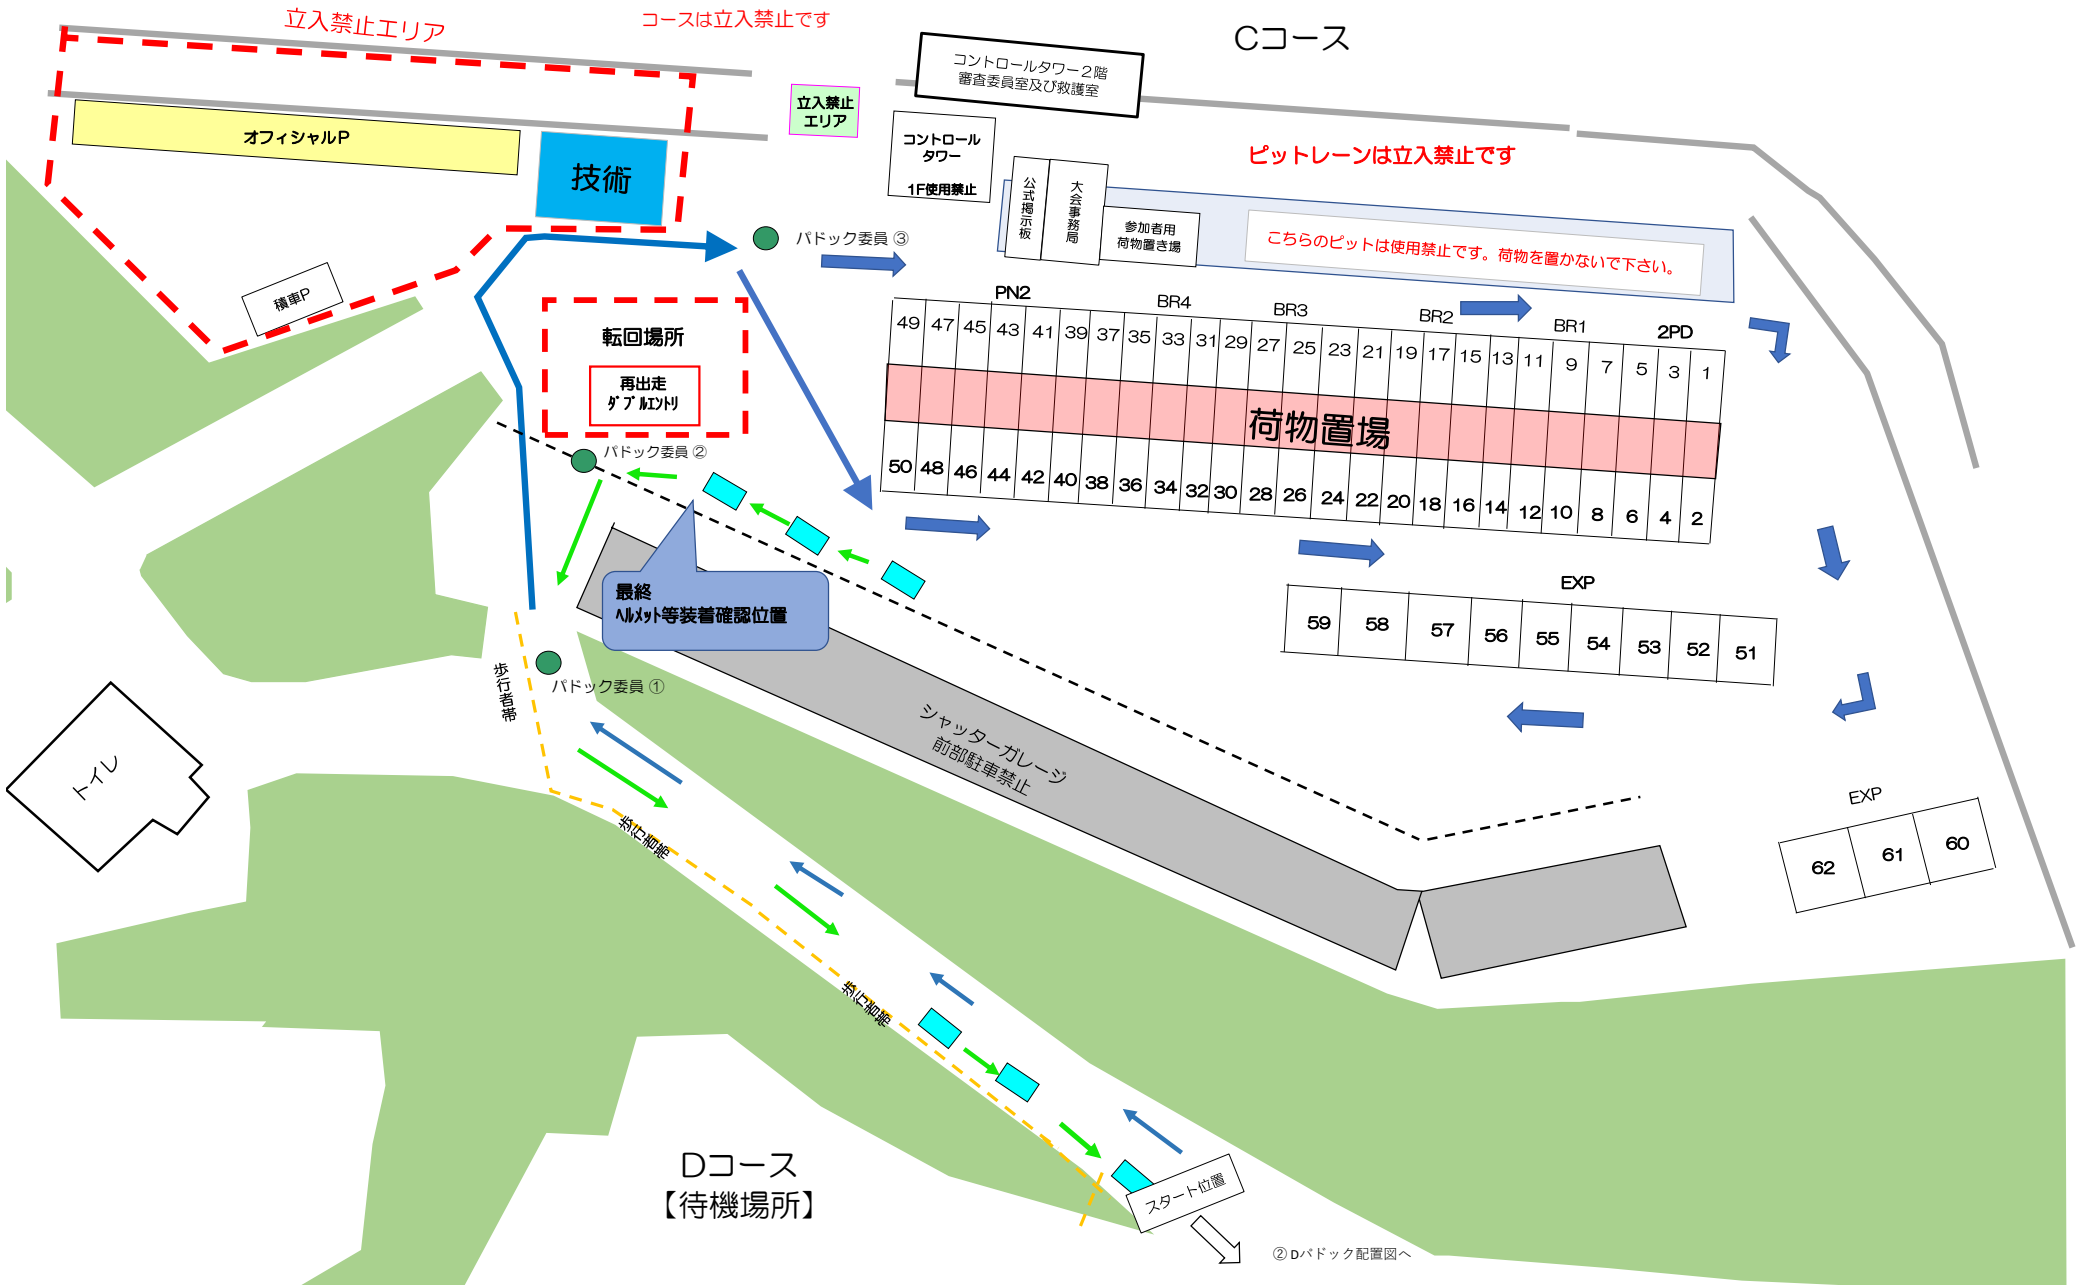 立入禁止エリア
コースは立入禁止です
Cコース
コントロールタワー2階
審査委員室及び救護室
立入禁止
エリア
オフィシャルP
技術
コントロール
タワー
1F使用禁止
ピットレーンは立入禁止です
公式掲示板
大会事務局
参加者用
荷物置き場
こちらのピットは使用禁止です。荷物を置かないで下さい。
パドック委員 ③
積車P
転回場所
再出走
ﾀﾞﾌﾞﾙｴﾝﾄﾘ
PN2
BR4
BR3
BR2
BR1
2PD
49 47 45 43 41 39 37 35 33 31 29 27 25 23 21 19 17 15 13 11 9 7 5 3 1
荷物置場
50 48 46 44 42 40 38 36 34 32 30 28 26 24 22 20 18 16 14 12 10 8 6 4 2
パドック委員 ②
最終
ﾍﾙﾒｯﾄ等装着確認位置
EXP
59 58 57 56 55 54 53 52 51
歩行者帯
パドック委員 ①
シャッターガレージ
前部駐車禁止
トイレ
歩行者帯
EXP
62 61 60
歩行者帯
Dコース
【待機場所】
スタート位置
② Dパドック配置図へ